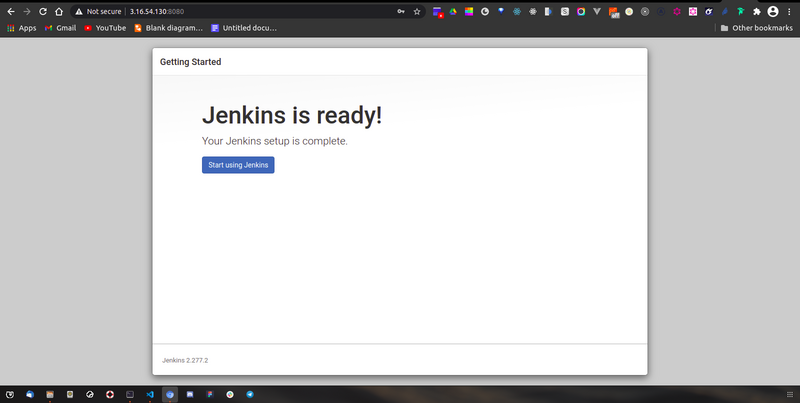 Not secure
3.16.54.130:8080
Apps
Gmail
YouTube
Blank diagram…
Untitled docu…
Other bookmarks
Getting Started
Jenkins is ready!
Your Jenkins setup is complete.
Start using Jenkins
Jenkins 2.277.2